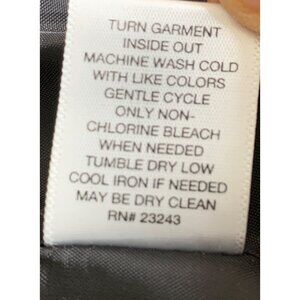 TURN GARMENT
INSIDE OUT
MACHINE WASH COLD
WITH LIKE COLORS
GENTLE CYCLE
ONLY NON-
CHLORINE BLEACH
WHEN NEEDED
TUMBLE DRY LOW
COOL IRON IF NEEDED
MAY BE DRY CLEAN
RN# 23243